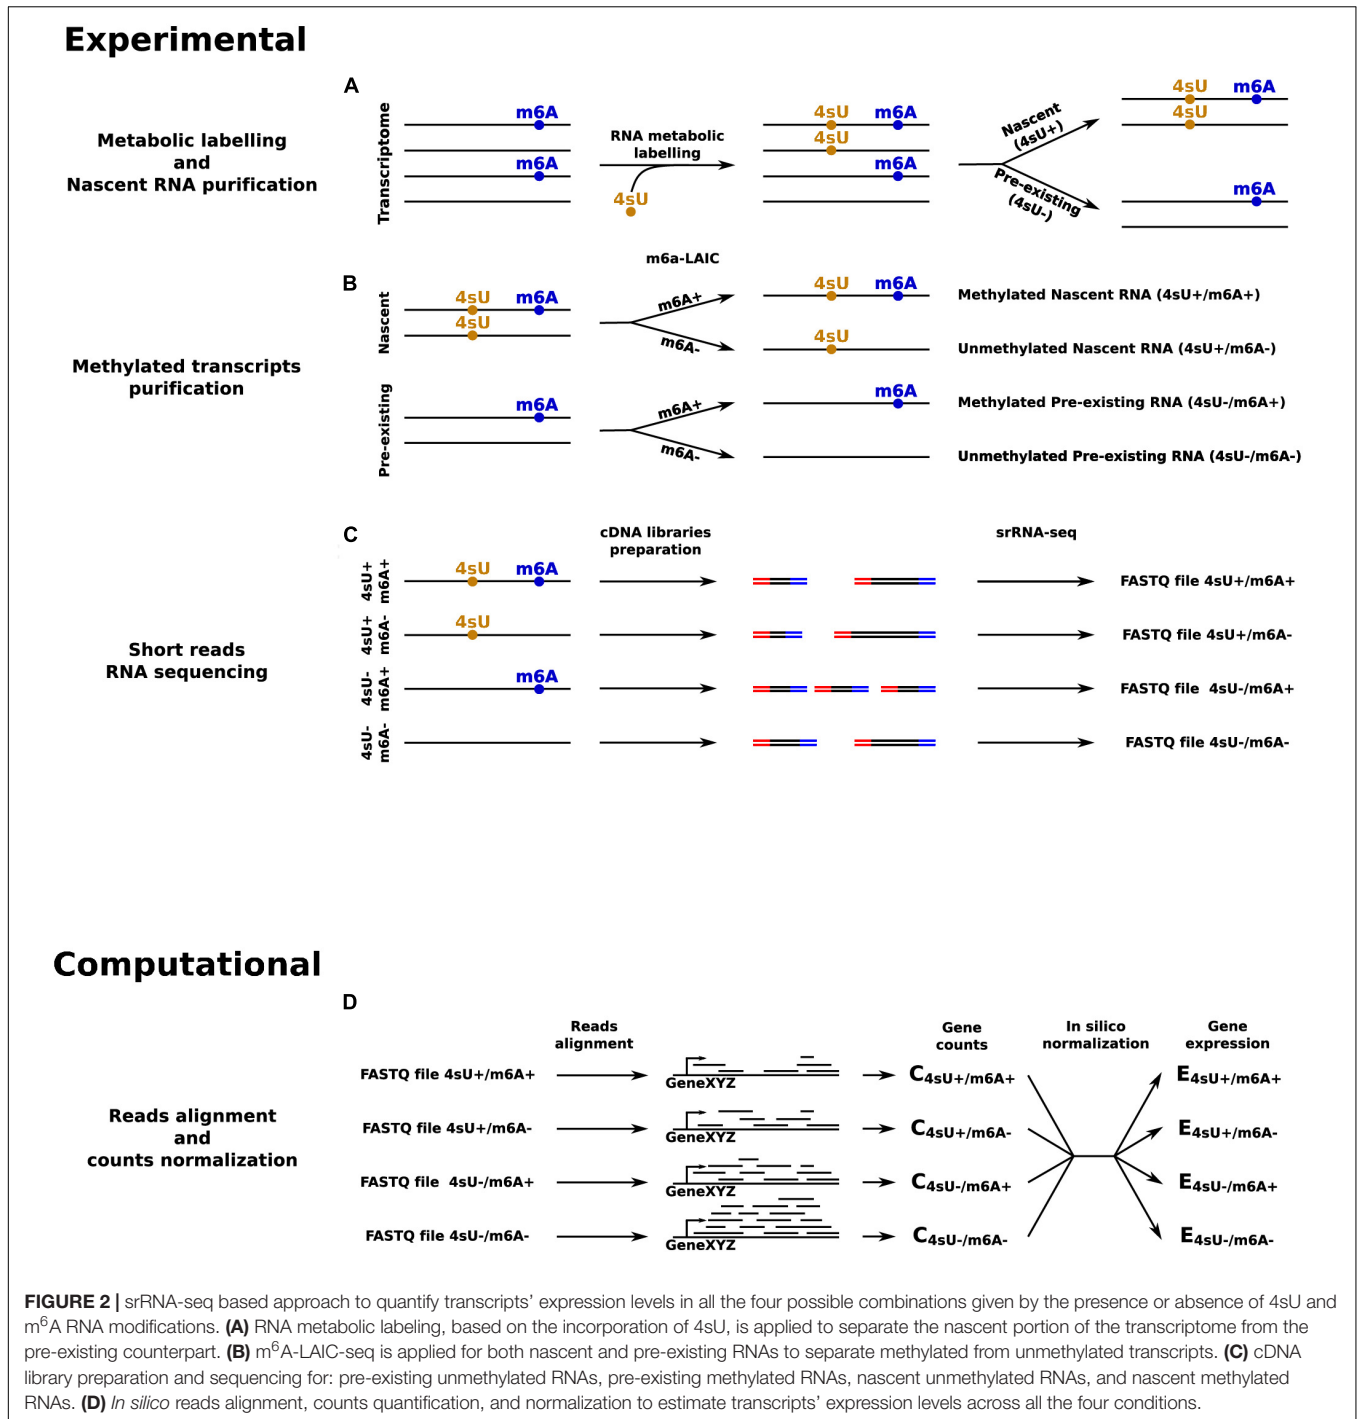 Experimental
A
Metabolic labelling
and
Nascent RNA purification
Transcriptome
m6A
m6A
RNA metabolic
labelling
4sU
4sU m6A
4sU
m6A
Nascent
(4sU+)
Pre-existing
(4sU-)
4sU m6A
4sU
m6A
m6a-LAIC
B
Methylated transcripts
purification
Nascent
4sU m6A
4sU
m6A+
m6A-
4sU m6A
4sU
Methylated Nascent RNA (4sU+/m6A+)
Unmethylated Nascent RNA (4sU+/m6A-)
Pre-existing
m6A
m6A+
m6A-
m6A
Methylated Pre-existing RNA (4sU-/m6A+)
Unmethylated Pre-existing RNA (4sU-/m6A-)
C
cDNA libraries
preparation
srRNA-seq
Short reads
RNA sequencing
4sU+
m6A+
4sU m6A
FASTQ file 4sU+/m6A+
4sU+
m6A-
4sU
FASTQ file 4sU+/m6A-
4sU-
m6A+
m6A
FASTQ file 4sU-/m6A+
4sU-
m6A-
FASTQ file 4sU-/m6A-
Computational
D
Reads
alignment
Gene
counts
In silico
normalization
Gene
expression
Reads alignment
and
counts normalization
FASTQ file 4sU+/m6A+
GeneXYZ
C4sU+/m6A+
E4sU+/m6A+
FASTQ file 4sU+/m6A-
GeneXYZ
C4sU+/m6A-
E4sU+/m6A-
FASTQ file 4sU-/m6A+
GeneXYZ
C4sU-/m6A+
E4sU-/m6A+
FASTQ file 4sU-/m6A-
GeneXYZ
C4sU-/m6A-
E4sU-/m6A-
FIGURE 2 | srRNA-seq based approach to quantify transcripts’ expression levels in all the four possible combinations given by the presence or absence of 4sU and
m⁶A RNA modifications. (A) RNA metabolic labeling, based on the incorporation of 4sU, is applied to separate the nascent portion of the transcriptome from the
pre-existing counterpart. (B) m⁶A-LAIC-seq is applied for both nascent and pre-existing RNAs to separate methylated from unmethylated transcripts. (C) cDNA
library preparation and sequencing for: pre-existing unmethylated RNAs, pre-existing methylated RNAs, nascent unmethylated RNAs, and nascent methylated
RNAs. (D) In silico reads alignment, counts quantification, and normalization to estimate transcripts’ expression levels across all the four conditions.